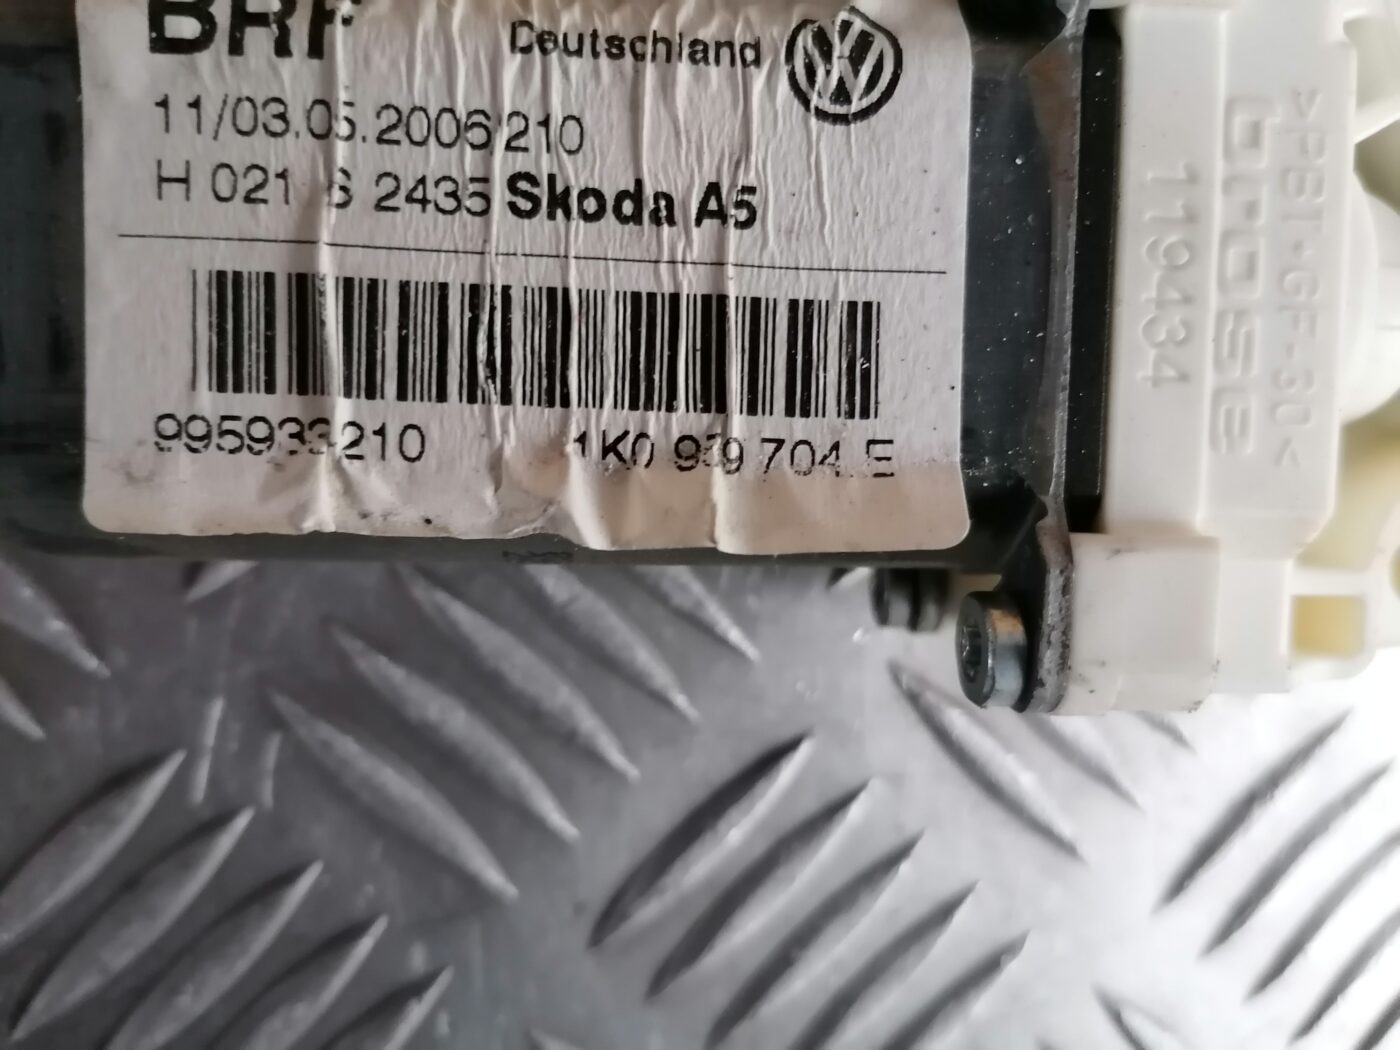 BRF
Deutschland
11/03.05.2006 210
H 021 S 2435 Skoda A5
995933210
1K0 959 704 E
brose
119434
>PBT-GF-30<